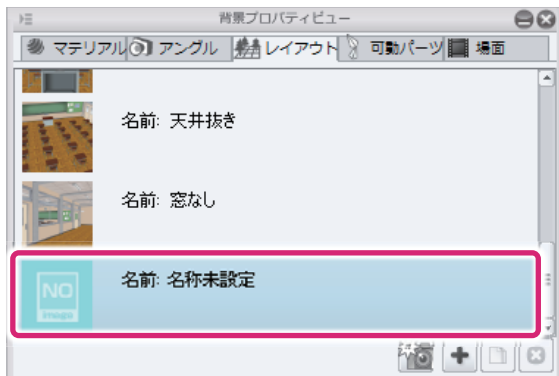 背景プロパティビュー
マテリアル アングル レイアウト 可動パーツ 場面
名前: 天井抜き
名前: 窓なし
NO
image
名前: 名称未設定